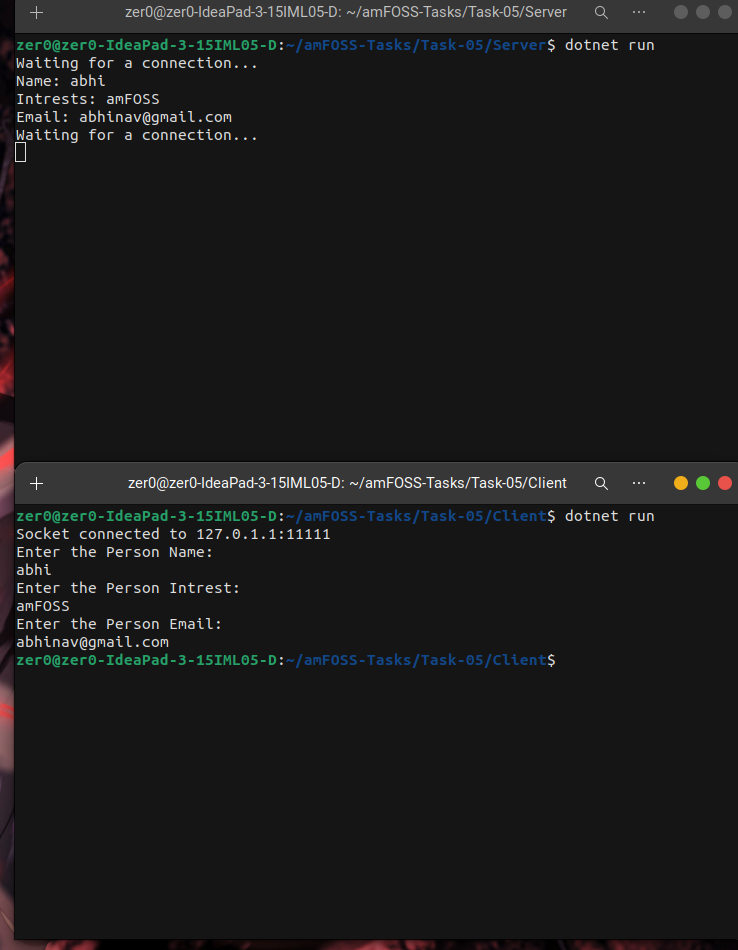 zer0@zer0-IdeaPad-3-15IML05-D: ~/amFOSS-Tasks/Task-05/Server
zer0@zer0-IdeaPad-3-15IML05-D:~/amFOSS-Tasks/Task-05/Server$ dotnet run
Waiting for a connection...
Name: abhi
Intrests: amFOSS
Email: abhinav@gmail.com
Waiting for a connection...
zer0@zer0-IdeaPad-3-15IML05-D: ~/amFOSS-Tasks/Task-05/Client
zer0@zer0-IdeaPad-3-15IML05-D:~/amFOSS-Tasks/Task-05/Client$ dotnet run
Socket connected to 127.0.1.1:11111
Enter the Person Name:
abhi
Enter the Person Intrest:
amFOSS
Enter the Person Email:
abhinav@gmail.com
zer0@zer0-IdeaPad-3-15IML05-D:~/amFOSS-Tasks/Task-05/Client$